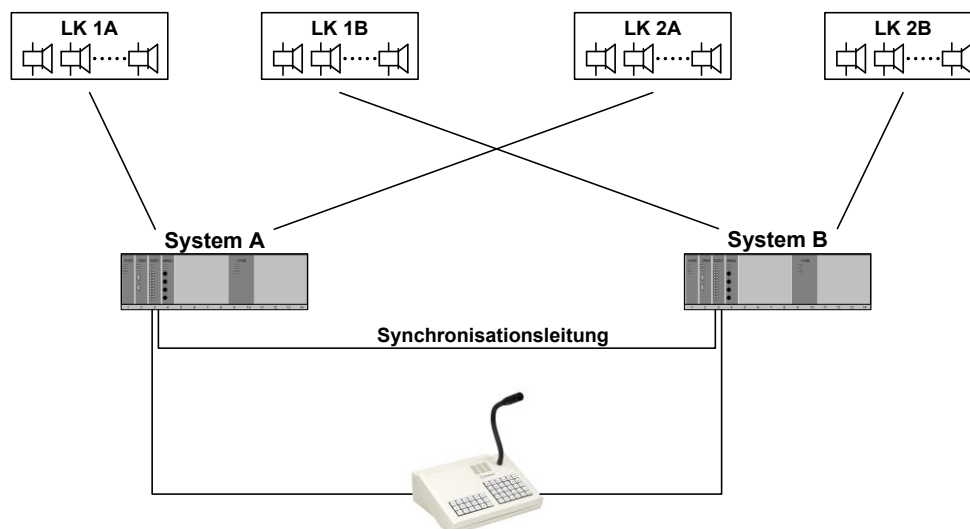 LK 1A
LK 1B
LK 2A
LK 2B
System A
System B
Synchronisationsleitung